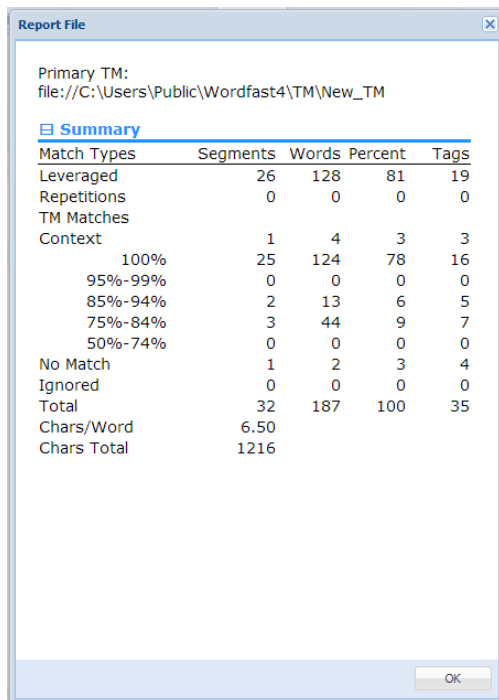 Report File
Primary TM:
file://C:\Users\Public\Wordfast4\TM\New_TM
Summary
Match Types Segments Words Percent Tags
Leveraged 26 128 81 19
Repetitions 0 0 0 0
TM Matches
Context 1 4 3 3
100% 25 124 78 16
95%-99% 0 0 0 0
85%-94% 2 13 6 5
75%-84% 3 44 9 7
50%-74% 0 0 0 0
No Match 1 2 3 4
Ignored 0 0 0 0
Total 32 187 100 35
Chars/Word 6.50
Chars Total 1216
OK